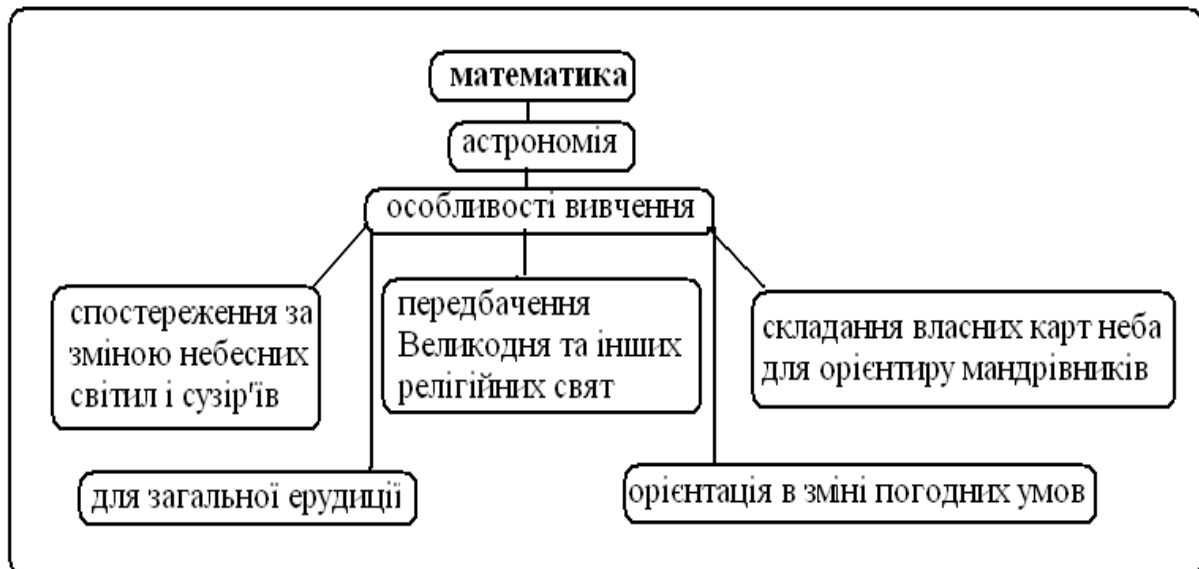 математика
астрономія
особливості вивчення
спостереження за
зміною небесних
світил і сузір'їв
передбачення
Великодня та інших
релігійних свят
складання власних карт неба
для орієнтиру мандрівників
для загальної ерудиції
орієнтація в зміні погодних умов